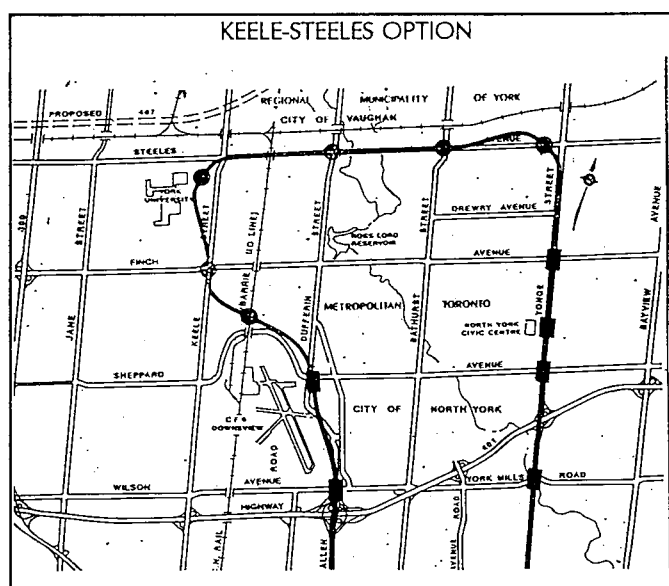 KEELE-STEELES OPTION
PROPOSED 407
REGIONAL MUNICIPALITY OF YORK
CITY OF VAUGHAN
STEELES AVENUE
YORK
UNIVERSITY
STREET
STREET
STREET
STREET
STREET
AVENUE
DREWRY AVENUE
ROSS LORD
RESERVOIR
400
BARRIE (GO LINE)
FINCH AVENUE
JANE
KEELE
DUFFERIN
BATHURST
YONGE
BAYVIEW
METROPOLITAN TORONTO
NORTH YORK
CIVIC CENTRE
SHEPPARD AVENUE
C F B
DOWNSVIEW
CITY OF NORTH YORK
401
ROAD
WILSON AVENUE
YORK MILLS ROAD
HIGHWAY
C.N. RAIL
ALLEN
AVENUE
ROAD